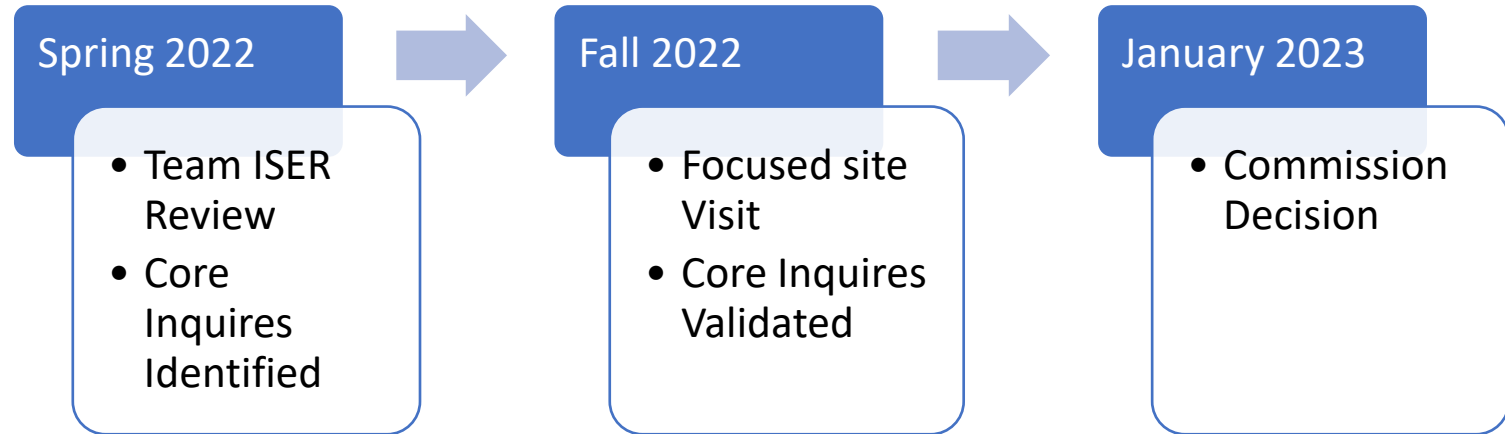 Spring 2022
• Team ISER
Review
• Core
Inquires
Identified
Fall 2022
• Focused site
Visit
• Core Inquires
Validated
January 2023
• Commission
Decision